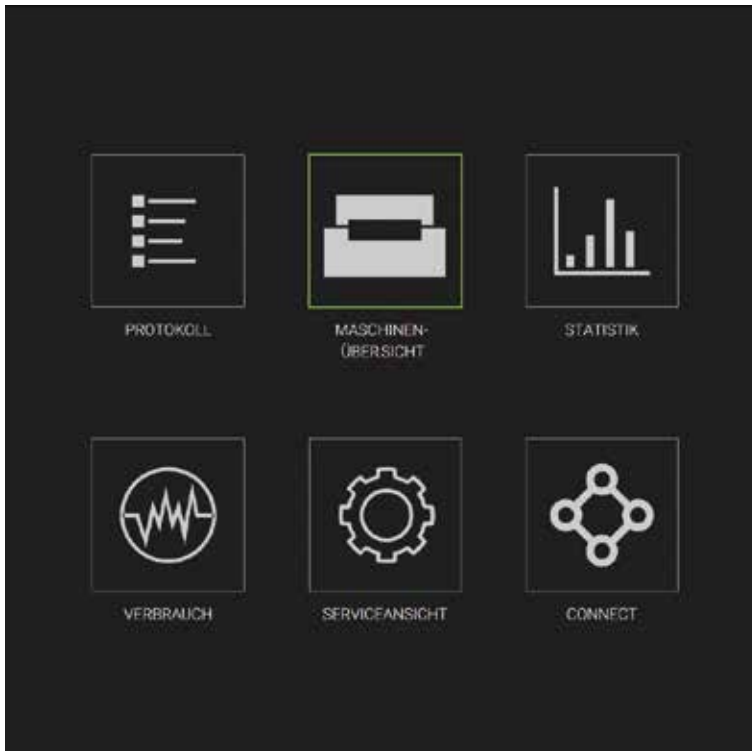 PROTOKOLL
MASCHINEN-
ÜBERSICHT
STATISTIK
VERBRAUCH
SERVICEANSICHT
CONNECT